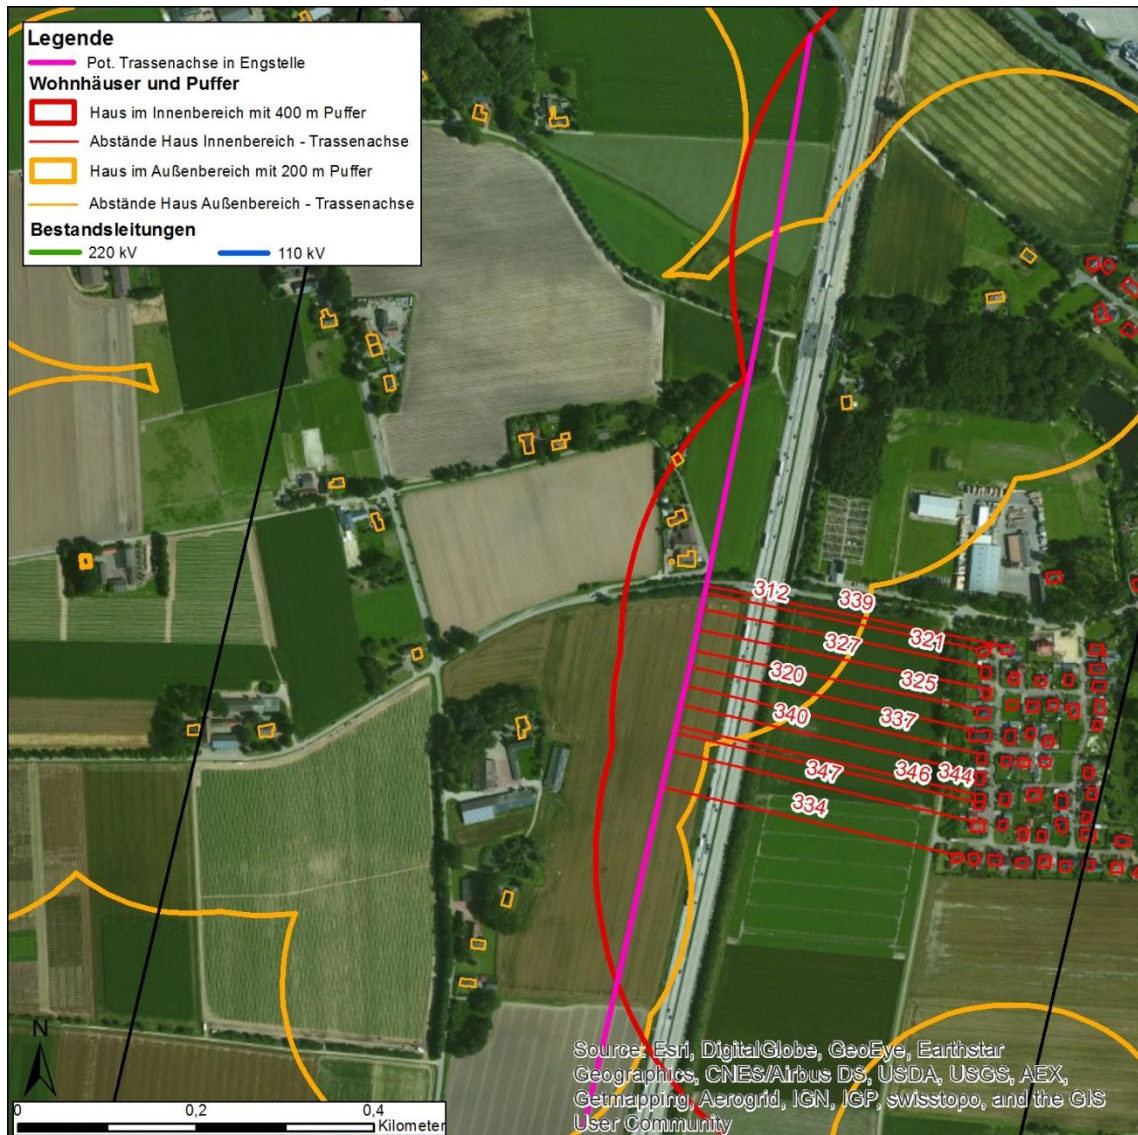 Legende
Pot. Trassenachse in Engstelle
Wohnhäuser und Puffer
Haus im Innenbereich mit 400 m Puffer
Abstände Haus Innenbereich - Trassenachse
Haus im Außenbereich mit 200 m Puffer
Abstände Haus Außenbereich - Trassenachse
Bestandsleitungen
220 kV 110 kV
312
339
321
327
325
320
337
340
346
344
347
334
N
0 0,2 0,4
Kilometer
Source: Esri, DigitalGlobe, GeoEye, Earthstar
Geographics, CNES/Airbus DS, USDA, USGS, AEX,
Getmapping, Aerogrid, IGN, IGP, swisstopo, and the GIS
User Community